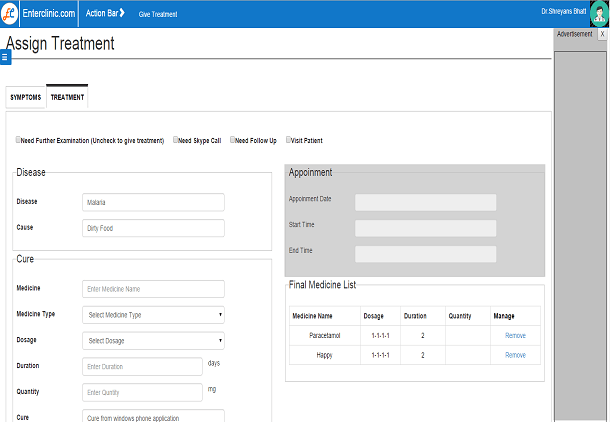 Enterclinic.com
Action Bar ❯
Give Treatment
Dr.Shreyans Bhatt
Assign Treatment
Advertisement X
SYMPTOMS TREATMENT
Need Further Examination (Uncheck to give treatment) Need Skype Call Need Follow Up Visit Patient
Disease
Disease Malaria
Cause Dirty Food
Appoinment
Appoinment Date
Start Time
End Time
Cure
Medicine Enter Medicine Name
Medicine Type Select Medicine Type
Dosage Select Dosage
Duration Enter Duration days
Quantity Enter Quntity mg
Cure Cure from windows phone application
Final Medicine List
Medicine Name Dosage Duration Quantity Manage
Paracetamol 1-1-1-1 2 Remove
Happy 1-1-1-1 2 Remove